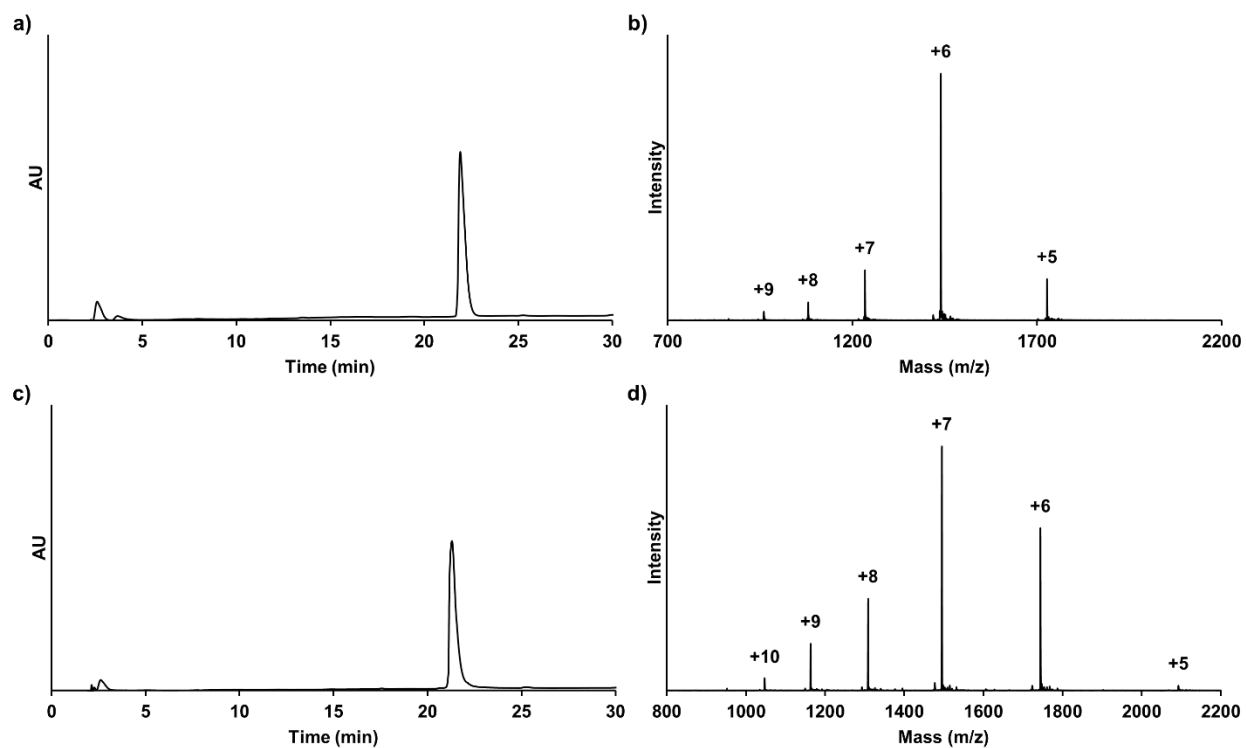 a)
AU
0 5 10 15 20 25 30
Time (min)
b)
Intensity
+9
+8
+7
+6
+5
700 1200 1700 2200
Mass (m/z)
c)
AU
0 5 10 15 20 25 30
Time (min)
d)
Intensity
+10
+9
+8
+7
+6
+5
800 1000 1200 1400 1600 1800 2000 2200
Mass (m/z)